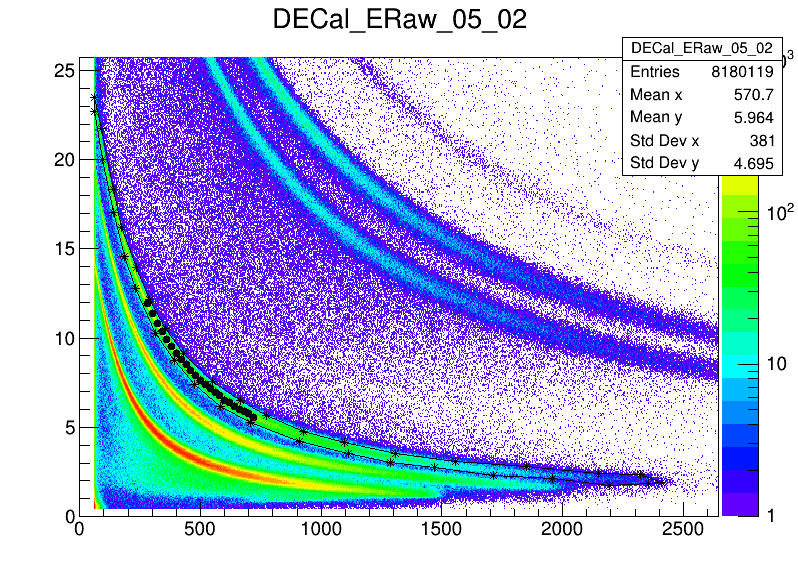 DECal_ERaw_05_02
DECal_ERaw_05_02
Entries 8180119
Mean x 570.7
Mean y 5.964
Std Dev x 381
Std Dev y 4.695
25
20
15
10
5
0
0 500 1000 1500 2000 2500
3
10²
10
1